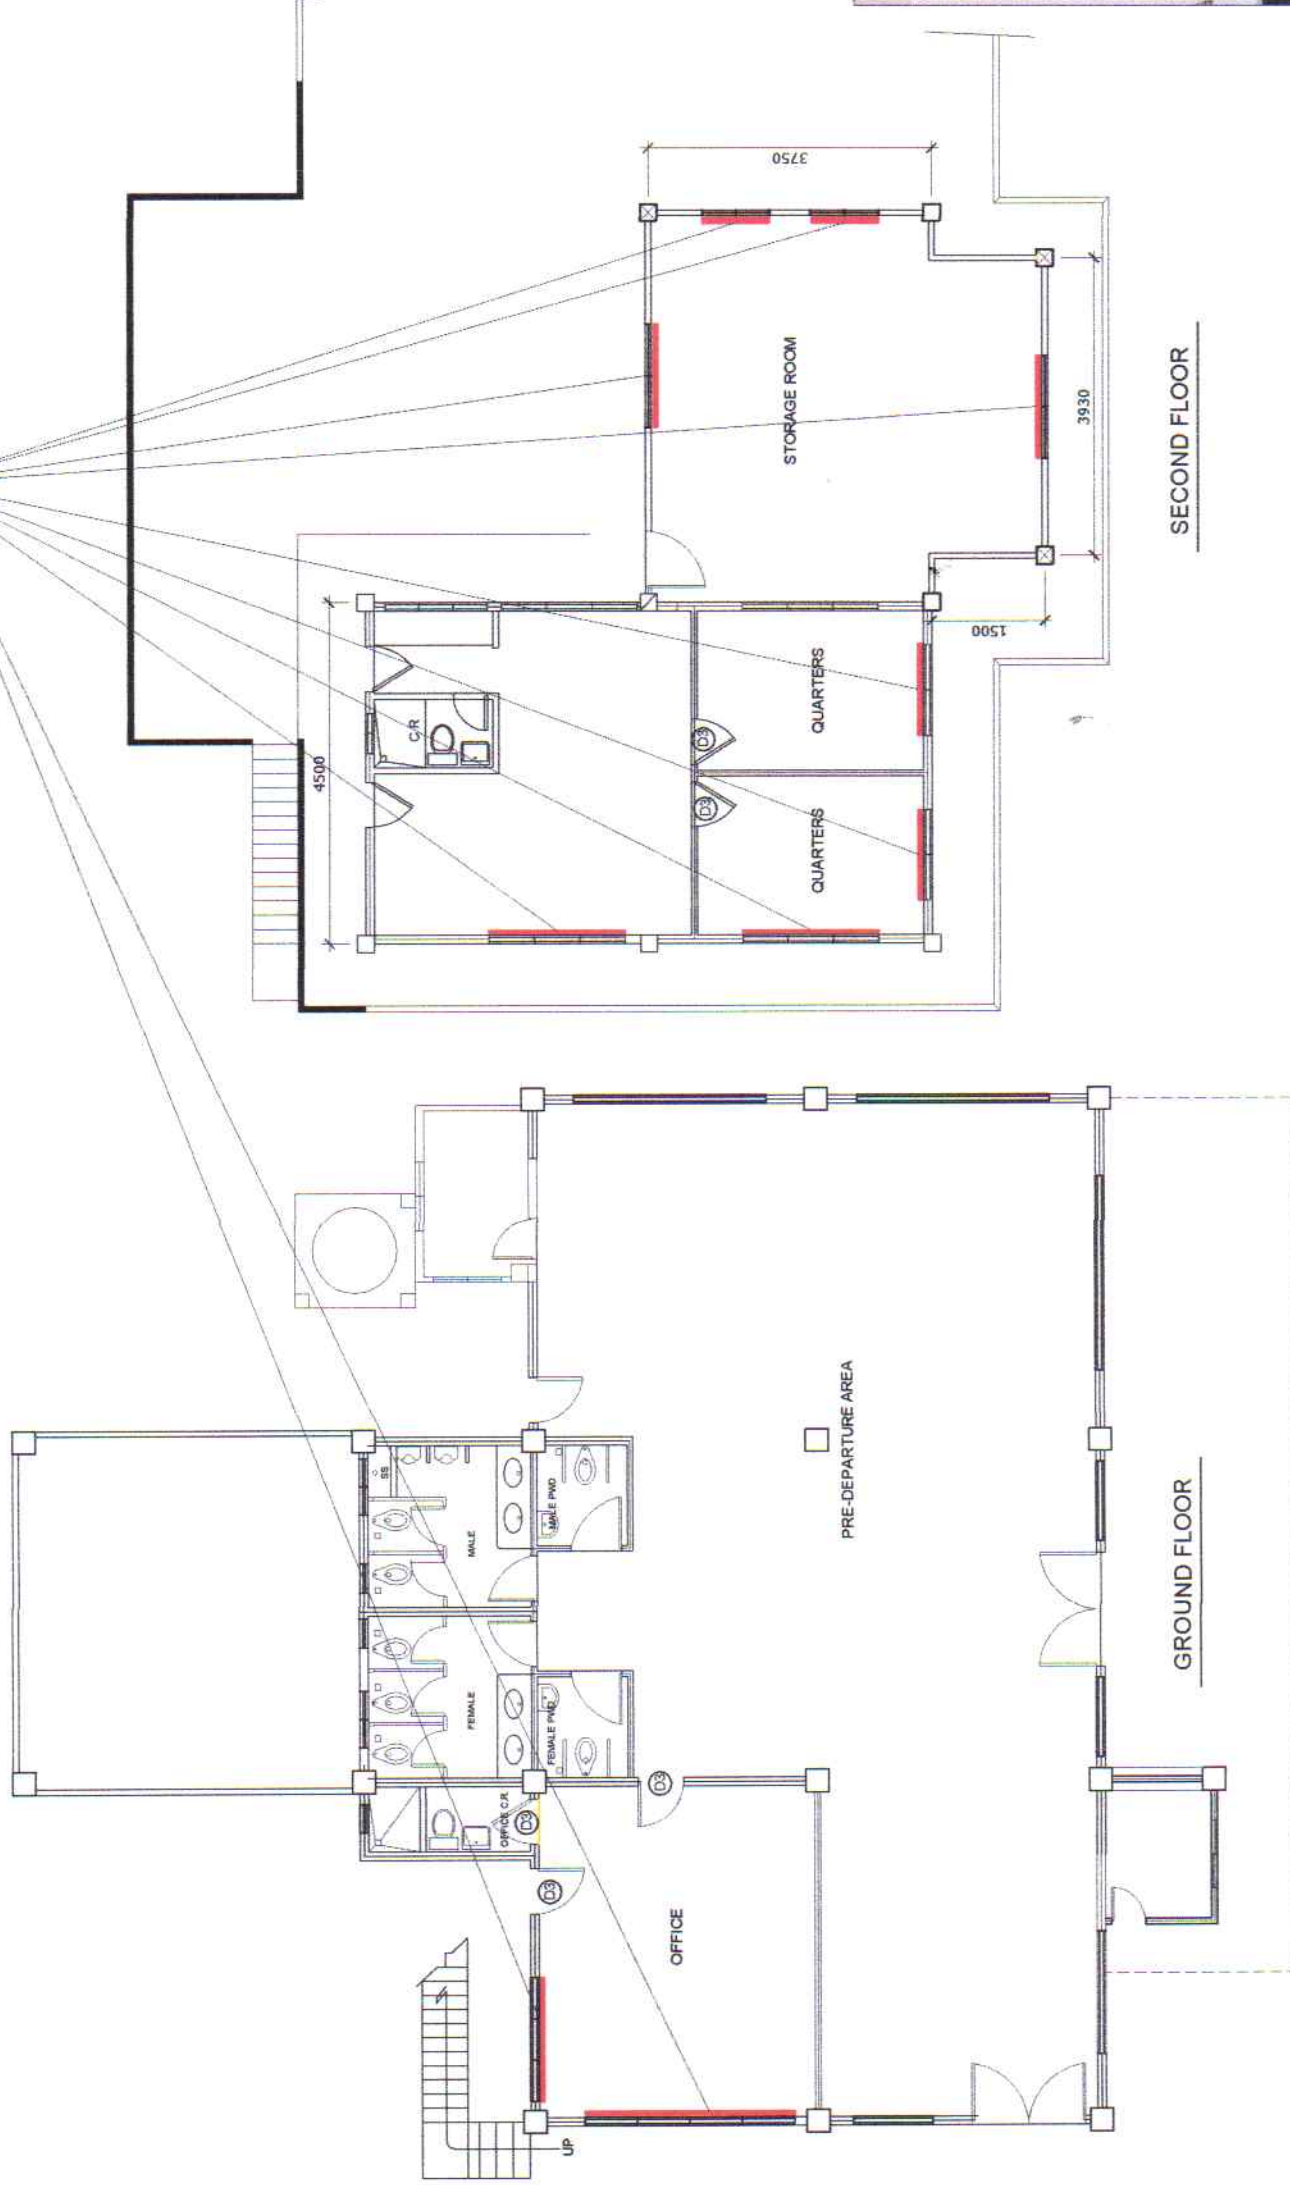 GROUND FLOOR
UP
OFFICE
D3
D3
OFFICE C.R.
D3
FEMALE PWD
FEMALE
MALE
MALE PWD
SS
PRE-DEPARTURE AREA
SECOND FLOOR
4500
C.R
D3
D3
QUARTERS
QUARTERS
1500
STORAGE ROOM
3930
3750